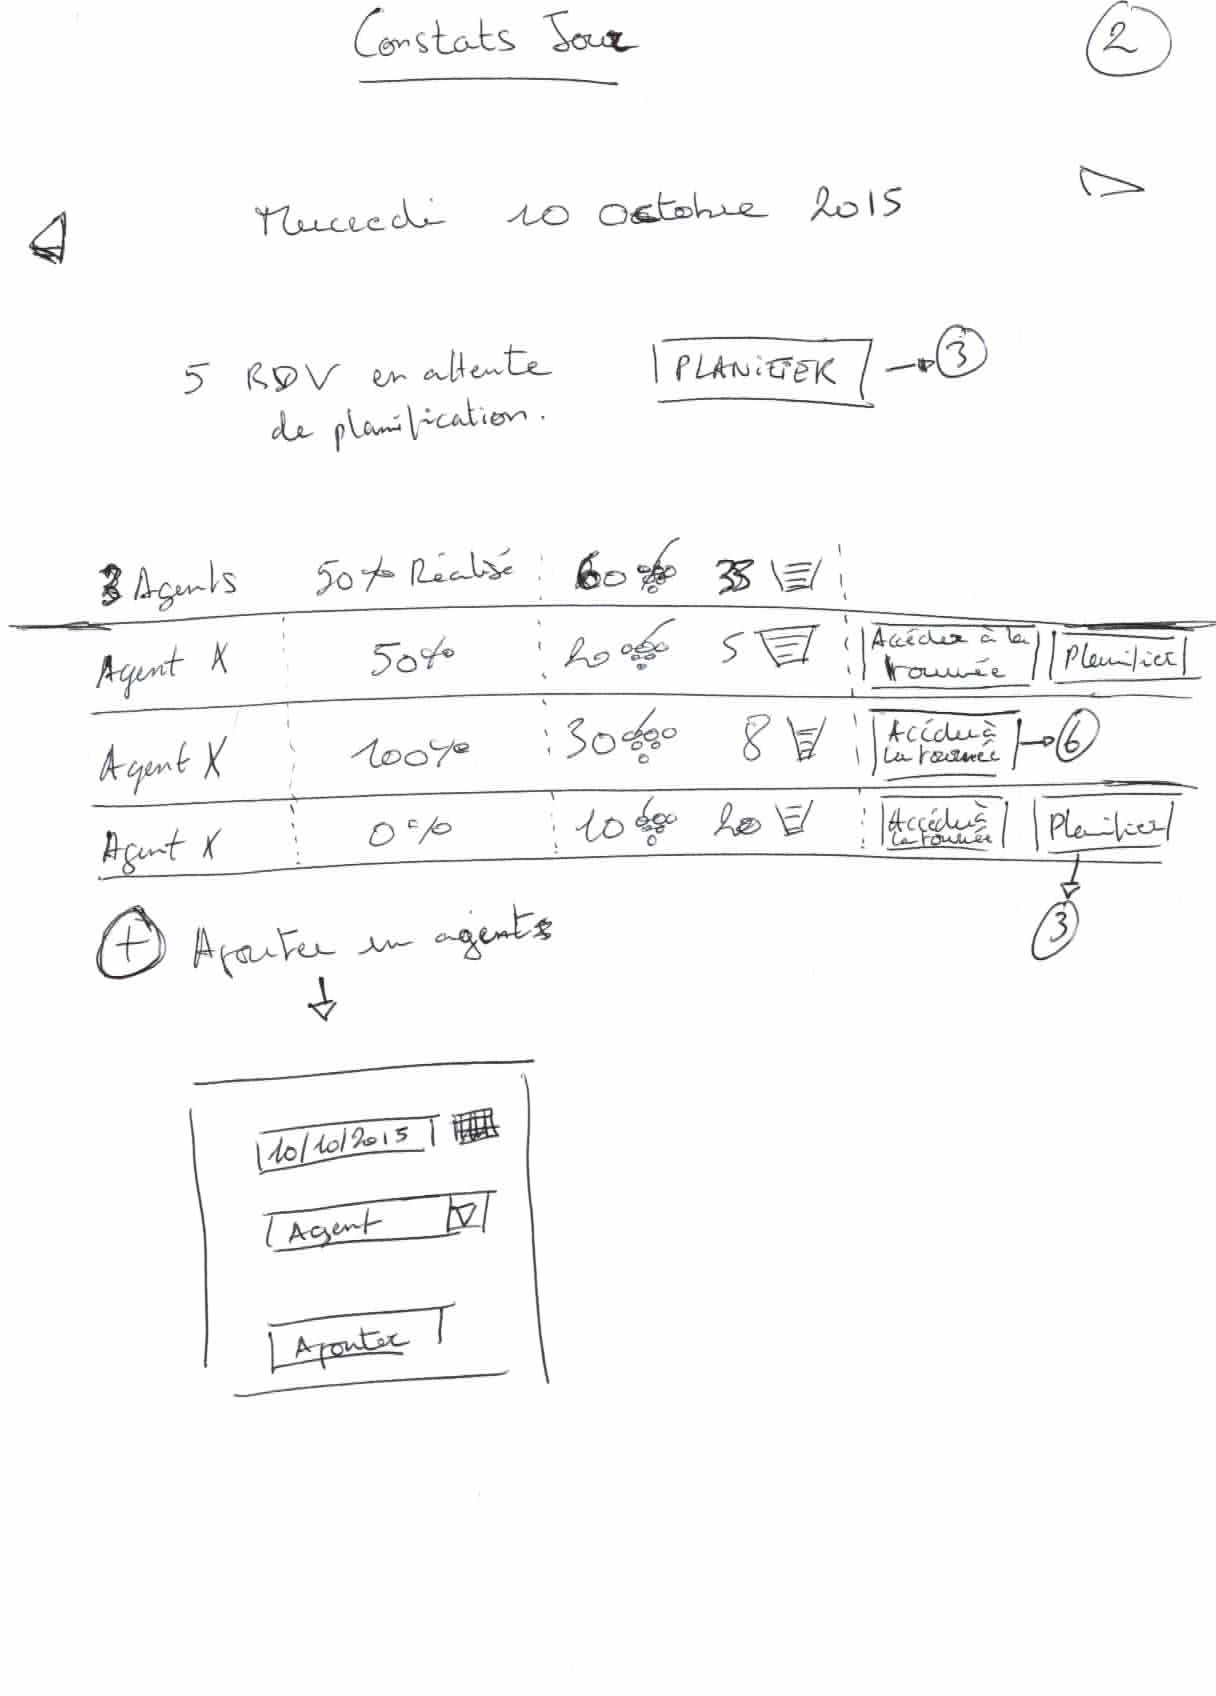 Constats Jour
2
Mercredi 10 Octobre 2015
5 RDV en attente
de planification.
PLANIFIER
3
3 Agents 50% Réalisé 60 33
Agent X 50% 20 5 Accéder à la
tournée
Planifier
Agent X 100% 30 8 Accéder à
la tournée
6
Agent X 0% 10 20 Accéder à
la tournée
Planifier
3
+ Ajouter un agent
10/10/2015
Agent
Ajouter